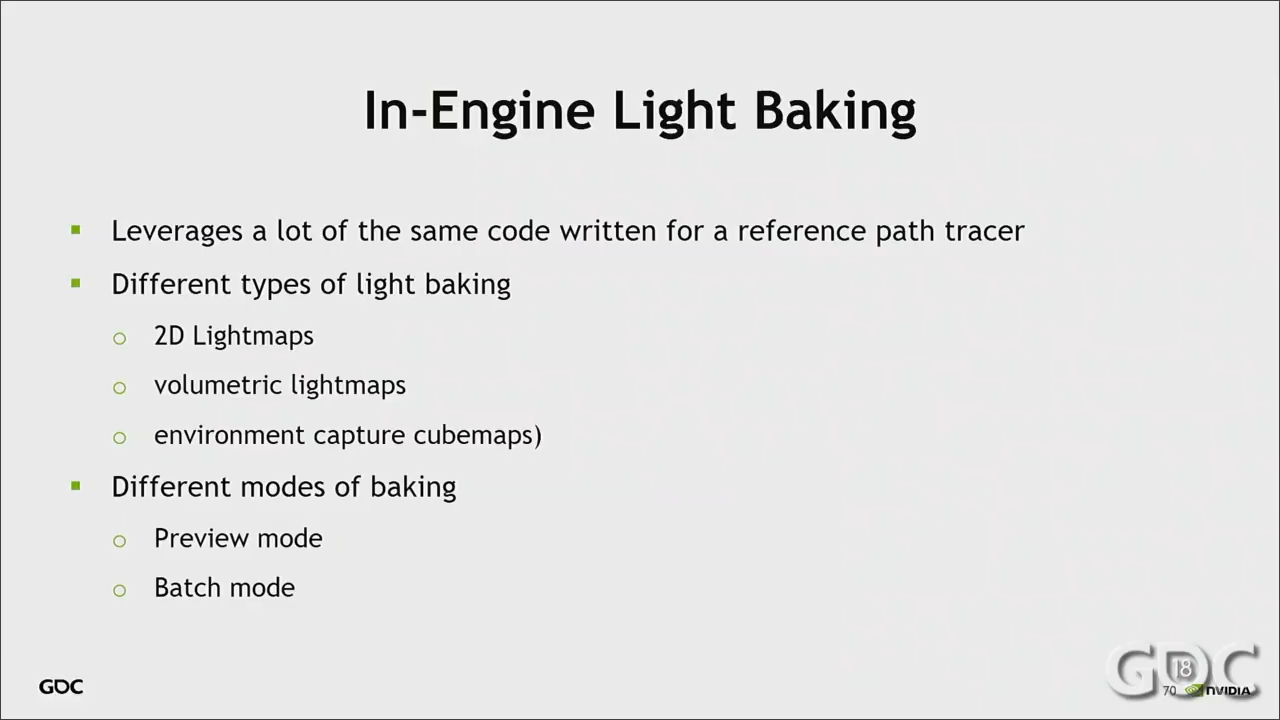 In-Engine Light Baking
Leverages a lot of the same code written for a reference path tracer
Different types of light baking
2D Lightmaps
volumetric lightmaps
environment capture cubemaps)
Different modes of baking
Preview mode
Batch mode
GDC
GDC
18
70
NVIDIA